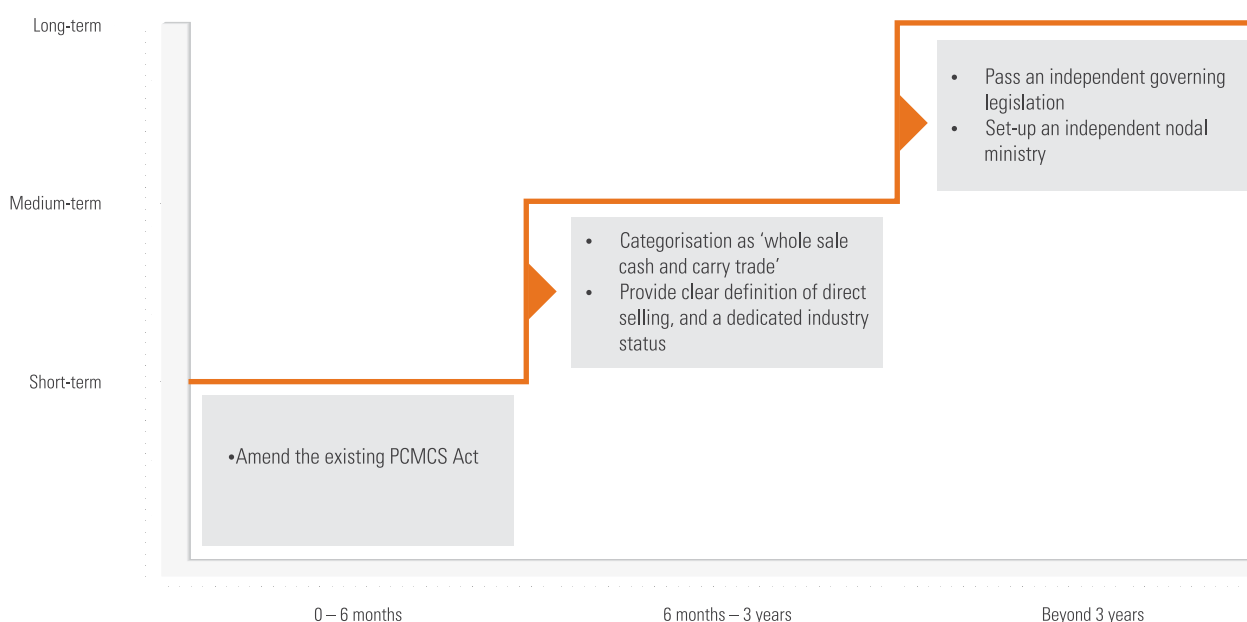 Long-term
• Pass an independent governing
legislation
• Set-up an independent nodal
ministry
Medium-term
• Categorisation as ‘whole sale
cash and carry trade’
• Provide clear definition of direct
selling, and a dedicated industry
status
Short-term
•Amend the existing PCMCS Act
0 – 6 months
6 months – 3 years
Beyond 3 years